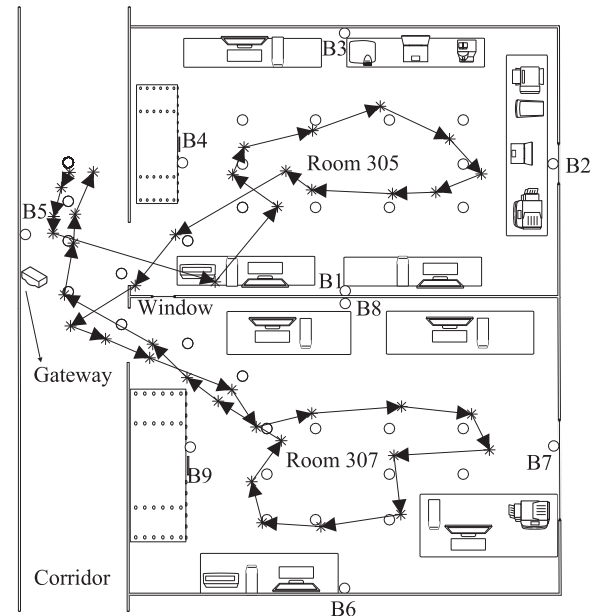 B3
B4
Room 305
B2
B5
B1
Window
B8
Gateway
Room 307
B7
B9
Corridor
B6